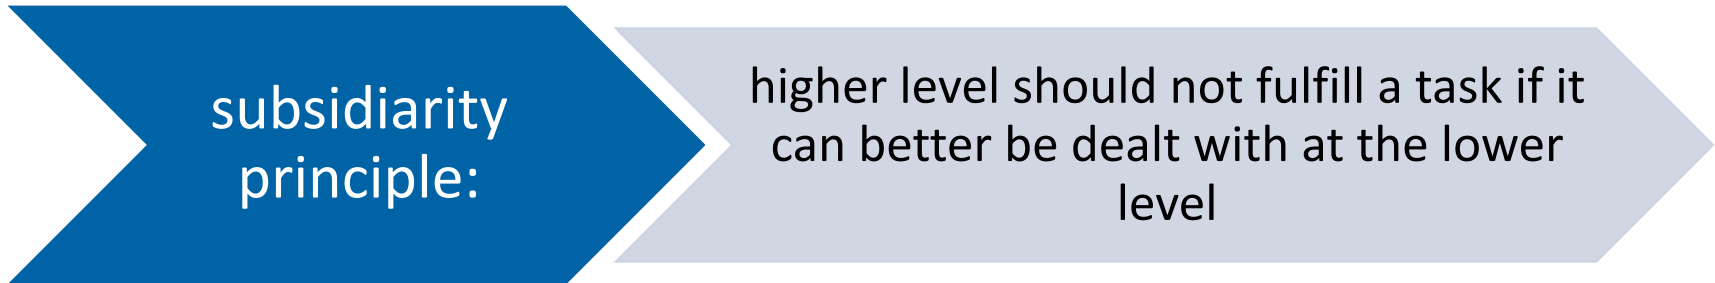 subsidiarity
principle:
higher level should not fulfill a task if it
can better be dealt with at the lower
level